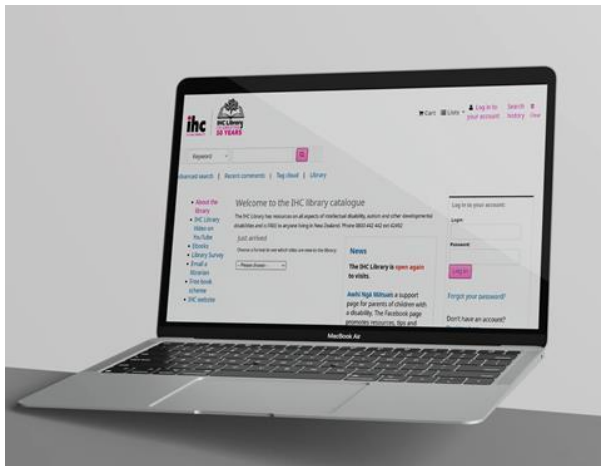 ihc
IHC Library
50 YEARS
Cart Lists Log in to your account Search history Clear
Keyword
Advanced search | Recent comments | Tag cloud | Library
About the library
IHC Library Video on YouTube
Ebooks
Library Survey
Email a librarian
Free book scheme
IHC website
Welcome to the IHC library catalogue
The IHC Library has resources on all aspects of intellectual disability, autism and other developmental
disabilities and is FREE to anyone living in New Zealand. Phone 0800 442 442
Just arrived
Choose a format to see which titles are new to the library:
-- Please choose --
News
The IHC Library is open again
to visits.
Awhi Ngā Mātua is a support
page for parents of children with
a disability. The Facebook page
promotes resources, tips and
Log in to your account:
Login:
Password:
Log in
Forgot your password?
Don't have an account?
MacBook Air